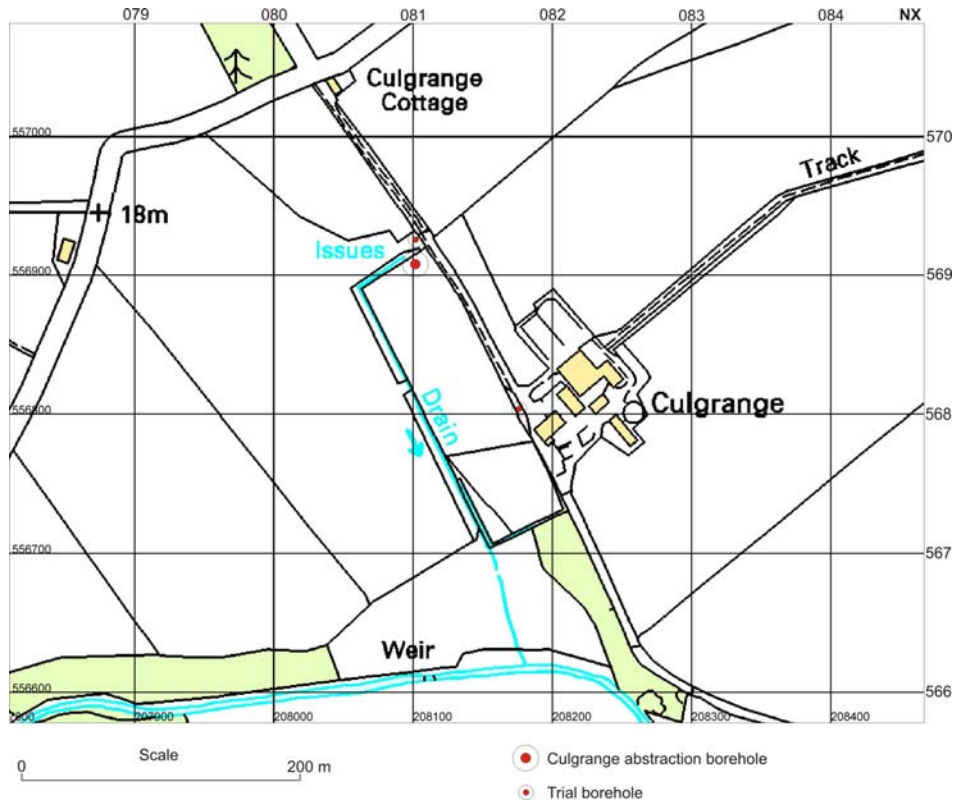 079 080 081 082 083 084 NX
Culgrange
Cottage
557000 570
Track
18m
Issues
556900 569
Drain
556800 568
Culgrange
556700 567
Weir
556600 566
207900 208000 208100 208200 208300 208400
Scale
0 200 m
Culgrange abstraction borehole
Trial borehole